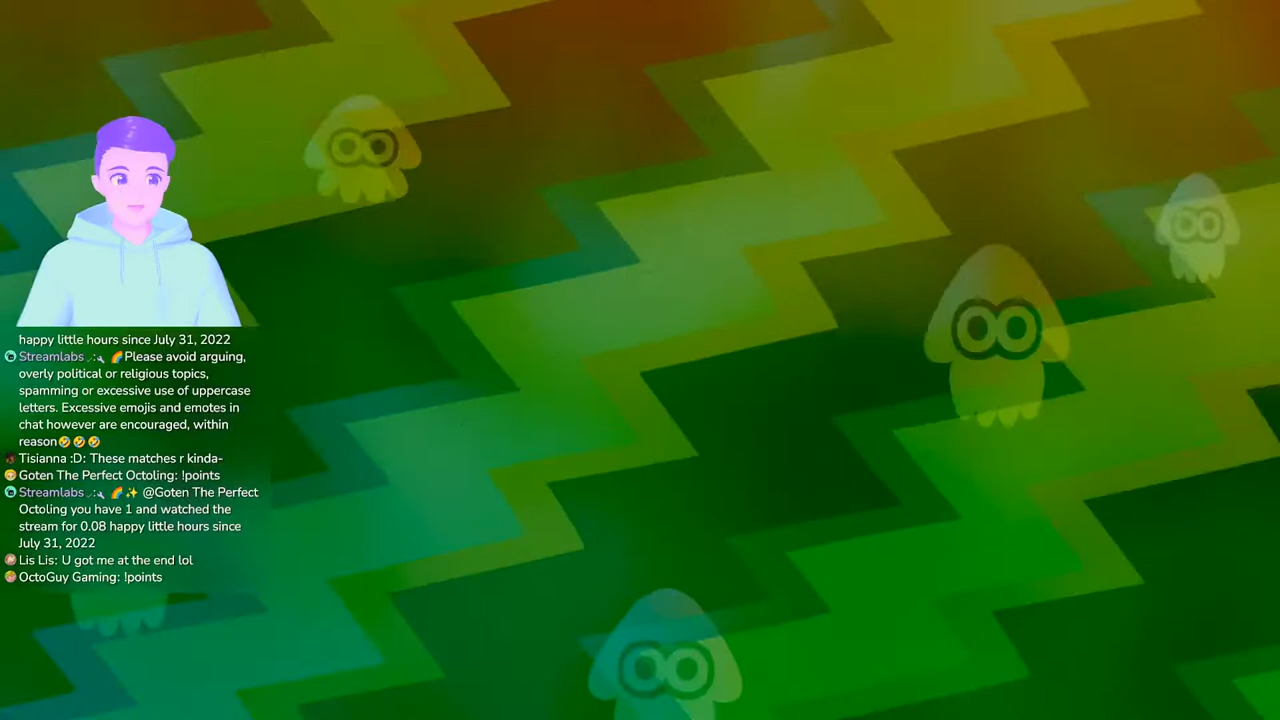 happy little hours since July 31, 2022
Streamlabs 🌈Please avoid arguing,
overly political or religious topics,
spamming or excessive use of uppercase
letters. Excessive emojis and emotes in
chat however are encouraged, within
reason🤣🤣🤣
Tisianna :D: These matches r kinda-
Goten The Perfect Octoling: !points
Streamlabs 🌈✨ @Goten The Perfect
Octoling you have 1 and watched the
stream for 0.08 happy little hours since
July 31, 2022
Lis Lis: U got me at the end lol
OctoGuy Gaming: !points